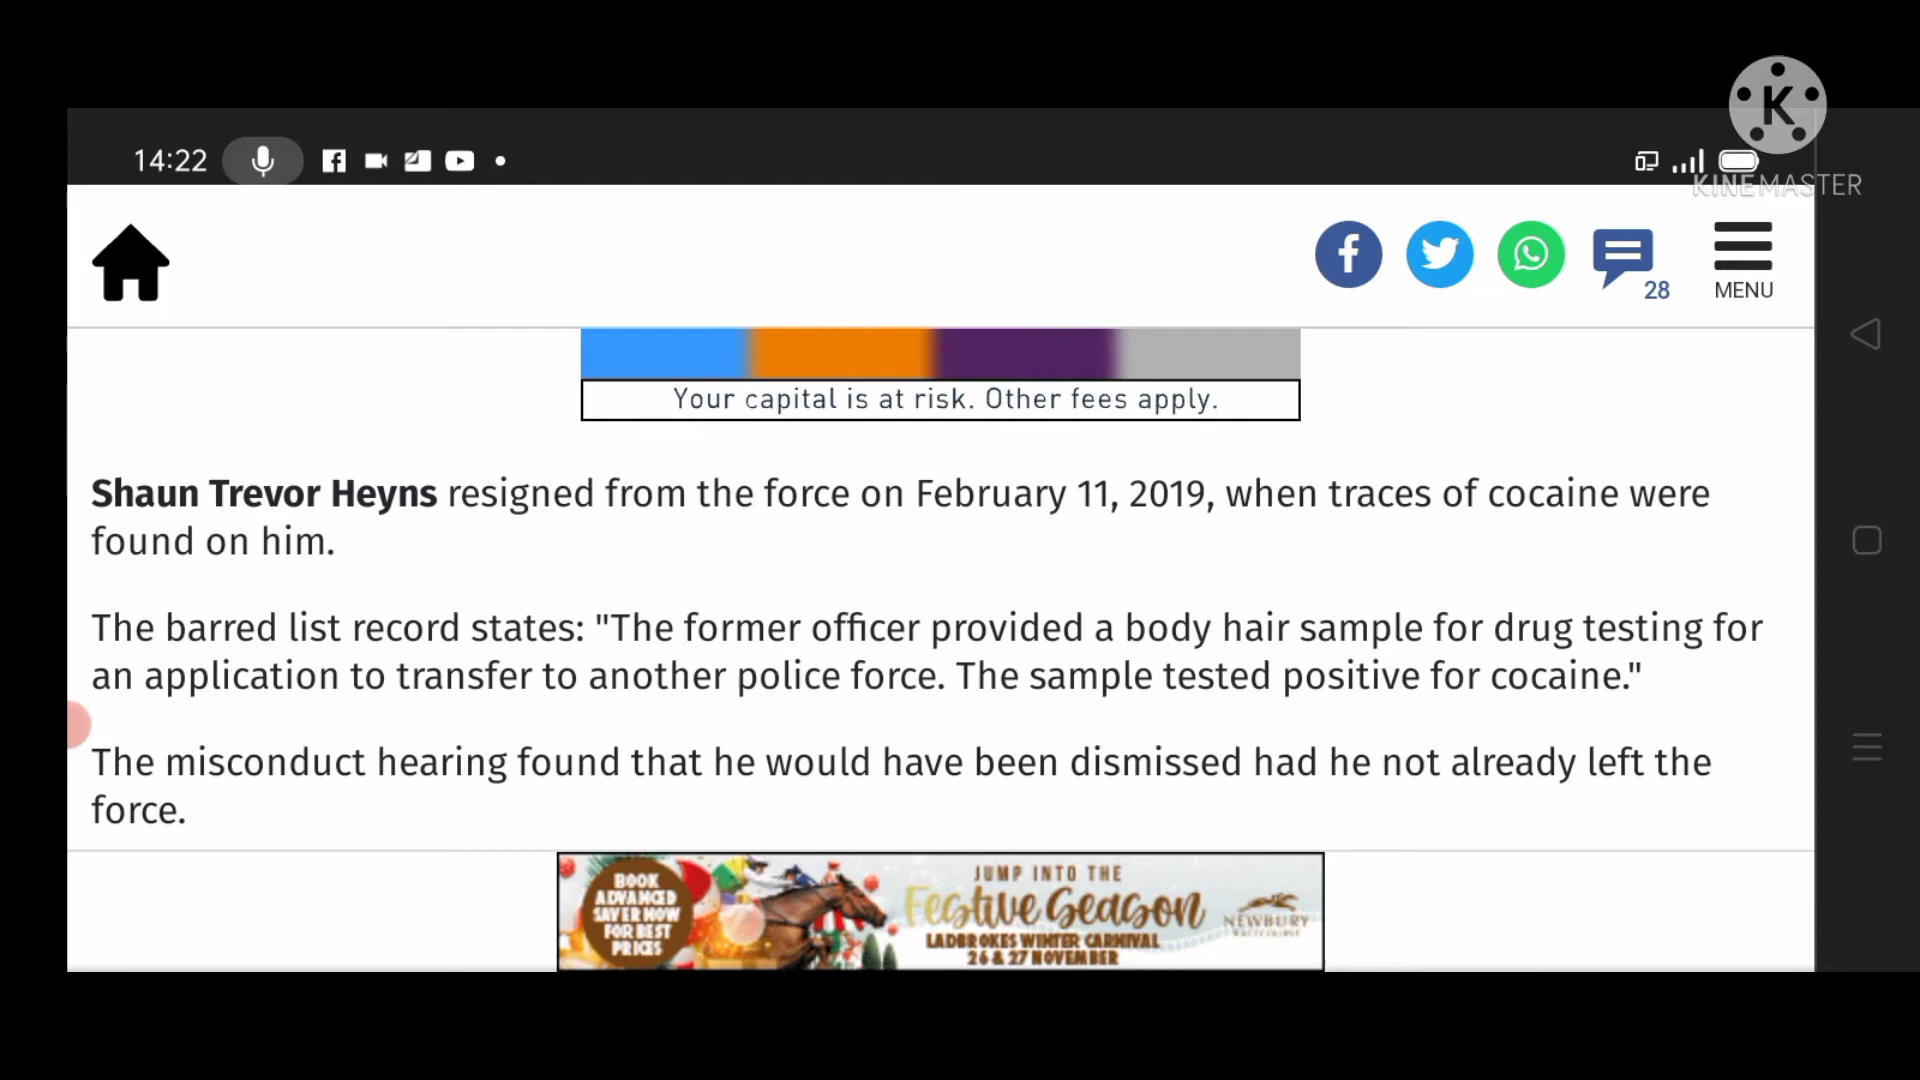 14:22
K
KINEMASTER
28
MENU
Your capital is at risk. Other fees apply.
Shaun Trevor Heyns resigned from the force on February 11, 2019, when traces of cocaine were
found on him.
The barred list record states: "The former officer provided a body hair sample for drug testing for
an application to transfer to another police force. The sample tested positive for cocaine."
The misconduct hearing found that he would have been dismissed had he not already left the
force.
BOOK
ADVANCED
SAVER NOW
FOR BEST
PRICES
JUMP INTO THE
Festive Season
LADBROKES WINTER CARNIVAL
26 & 27 NOVEMBER
NEWBURY
RACECOURSE